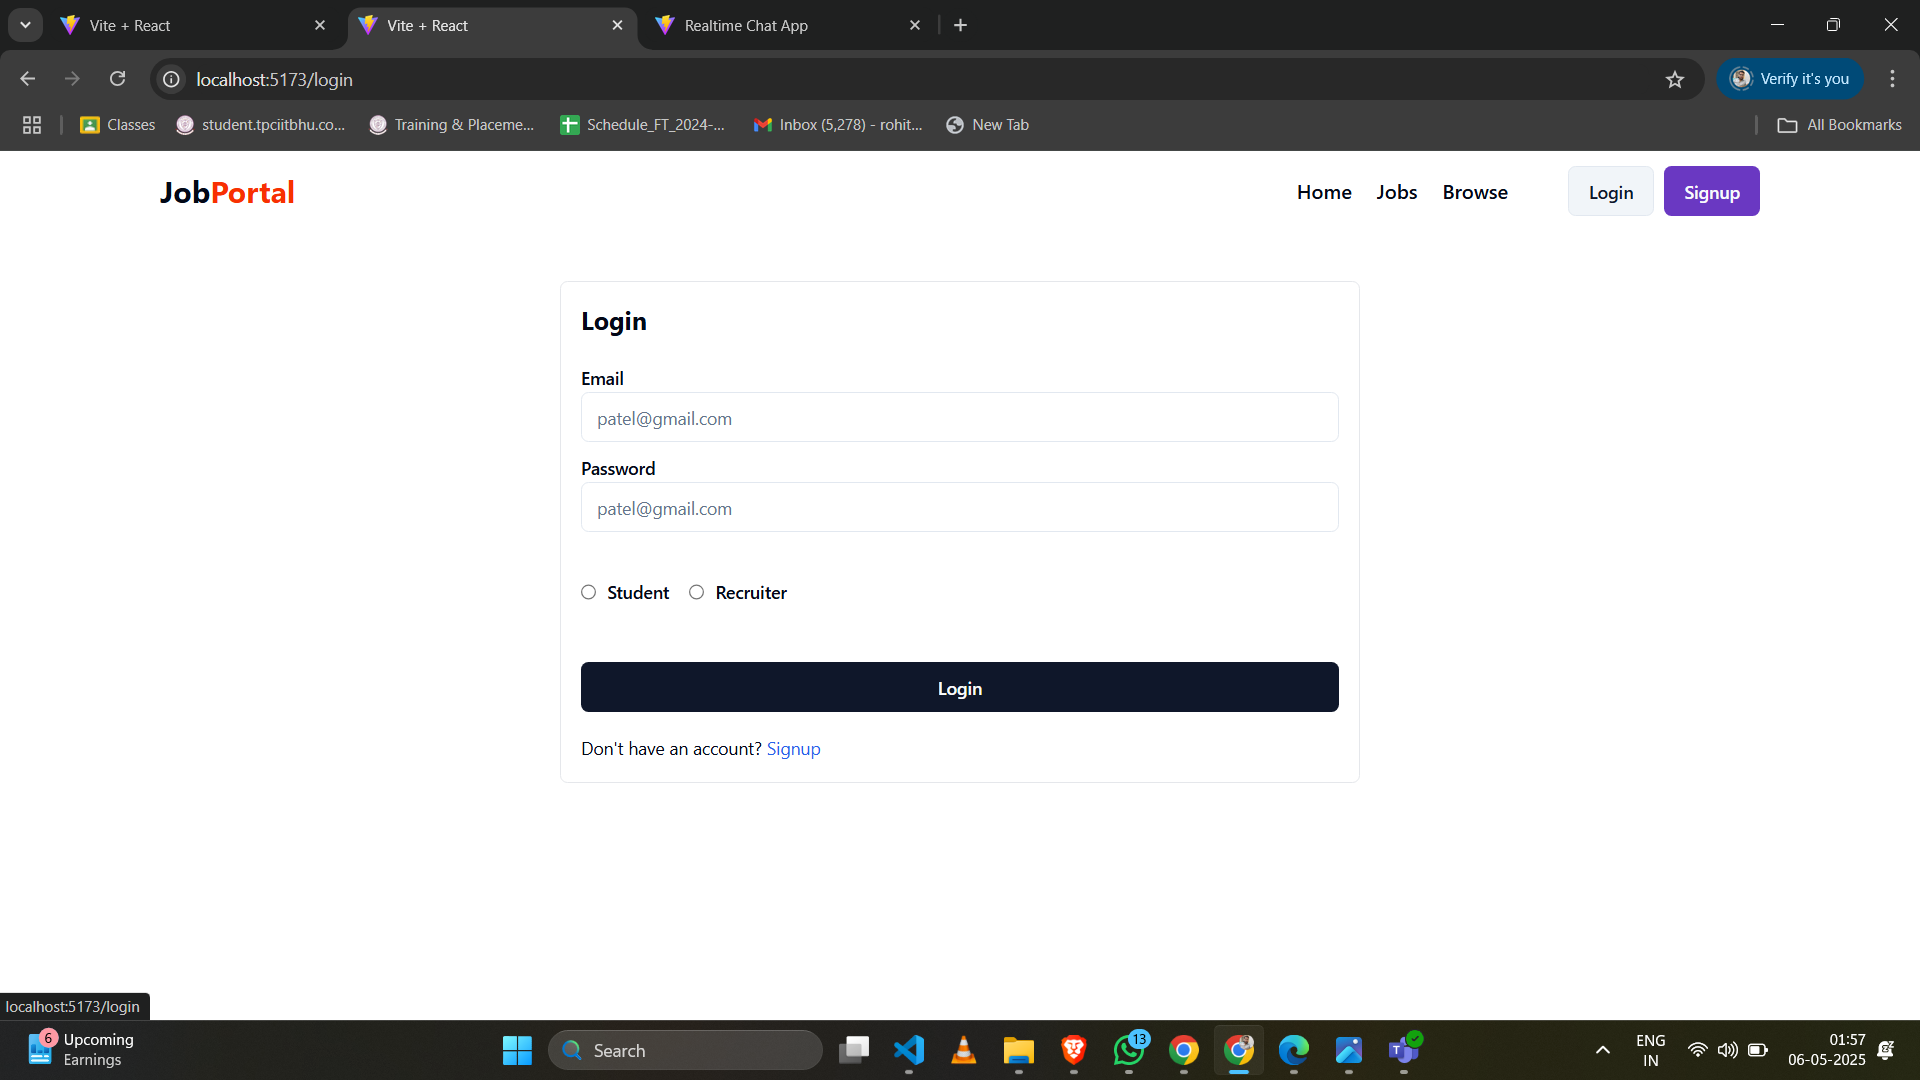 Vite + React
Vite + React
Realtime Chat App
localhost:5173/login
Verify it's you
Classes
student.tpciitbhu.co...
Training & Placeme...
Schedule_FT_2024-...
Inbox (5,278) - rohit...
New Tab
All Bookmarks
JobPortal
Home
Jobs
Browse
Login
Signup
Login
Email
patel@gmail.com
Password
patel@gmail.com
Student
Recruiter
Login
Don't have an account? Signup
localhost:5173/login
6
Upcoming
Earnings
Search
13
T
ENG
IN
01:57
06-05-2025